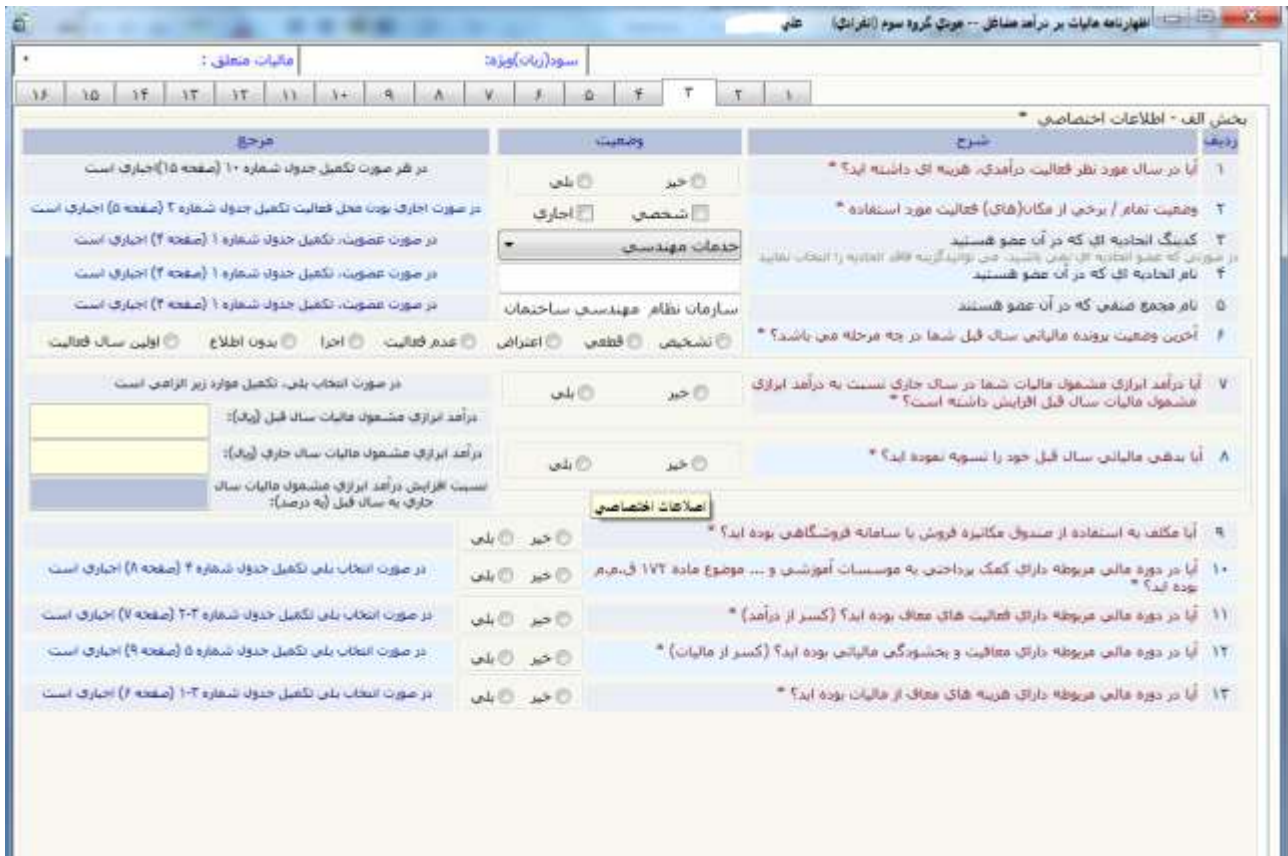 اظهارنامه مالیات بر درآمد مشاغل -- مودی گروه سوم (انفرادی) علی
سود(زیان)ویژه: مالیات متعلق : ۰
۱ ۲ ۳ ۴ ۵ ۶ ۷ ۸ ۹ ۱۰ ۱۱ ۱۲ ۱۳ ۱۴ ۱۵ ۱۶
بخش الف - اطلاعات اختصاصی *
ردیف شرح وضعیت مرجع
۱ آیا در سال مورد نظر فعالیت درآمدی، هزینه ای داشته اید؟ * خیر بلی در هر صورت تکمیل جدول شماره ۱۰ (صفحه ۱۵)اجباری است
۲ وضعیت تمام / برخی از مکان(های) فعالیت مورد استفاده * شخصی اجاری در صورت اجاری بودن محل فعالیت تکمیل جدول شماره ۲ (صفحه ۵) اجباری است
۳ کدینگ اتحادیه ای که در آن عضو هستید خدمات مهندسی در صورت عضویت، تکمیل جدول شماره ۱ (صفحه ۴) اجباری است
در صورتی که عضو اتحادیه ای نمی باشید، می توانیدگزینه فاقد اتحادیه را انتخاب نمایید
۴ نام اتحادیه ای که در آن عضو هستید در صورت عضویت، تکمیل جدول شماره ۱ (صفحه ۴) اجباری است
۵ نام مجمع صنفی که در آن عضو هستند سازمان نظام مهندسی ساختمان در صورت عضویت، تکمیل جدول شماره ۱ (صفحه ۴) اجباری است
۶ آخرین وضعیت پرونده مالیاتی سال قبل شما در چه مرحله می باشد؟ * تشخیص قطعی اعتراض عدم فعالیت اجرا بدون اطلاع اولین سال فعالیت
۷ آیا درآمد ابرازی مشمول مالیات شما در سال جاری نسبت به درآمد ابرازی خیر بلی در صورت انتخاب بلی، تکمیل موارد زیر الزامی است
مشمول مالیات سال قبل افزایش داشته است؟ *
درآمد ابرازی مشمول مالیات سال قبل (ریال):
۸ آیا بدهی مالیاتی سال قبل خود را تسویه نموده اید؟ * خیر بلی درآمد ابرازی مشمول مالیات سال جاری (ریال):
نسبت افزایش درآمد ابرازی مشمول مالیات سال
جاری به سال قبل (به درصد):
اصلاعات اختصاصی
۹ آیا مکلف به استفاده از صندوق مکانیزه فروش یا سامانه فروشگاهی بوده اید؟ * خیر بلی
۱۰ آیا در دوره مالی مربوطه دارای کمک پرداختی به موسسات آموزشی و ... موضوع ماده ۱۷۲ ق.م.م خیر بلی در صورت انتخاب بلی تکمیل جدول شماره ۴ (صفحه ۸) اجباری است
بوده اید؟ *
۱۱ آیا در دوره مالی مربوطه دارای فعالیت های معاف بوده اید؟ (کسر از درآمد) * خیر بلی در صورت انتخاب بلی تکمیل جدول شماره ۳-۲ (صفحه ۷) اجباری است
۱۲ آیا در دوره مالی مربوطه دارای معافیت و بخشودگی مالیاتی بوده اید؟ (کسر از مالیات) * خیر بلی در صورت انتخاب بلی تکمیل جدول شماره ۵ (صفحه ۹) اجباری است
۱۳ آیا در دوره مالی مربوطه دارای هزینه های معاف از مالیات بوده اید؟ * خیر بلی در صورت انتخاب بلی تکمیل جدول شماره ۳-۱ (صفحه ۶) اجباری است